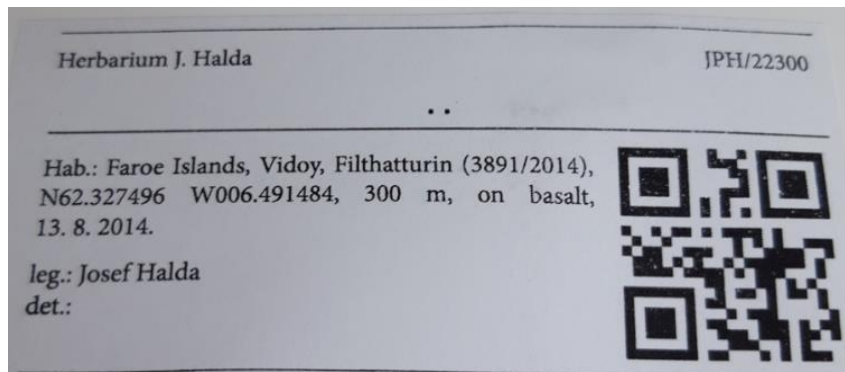 Herbarium J. Halda JPH/22300
..
Hab.: Faroe Islands, Vidoy, Filthatturin (3891/2014),
N62.327496 W006.491484, 300 m, on basalt,
13. 8. 2014.
leg.: Josef Halda
det.: